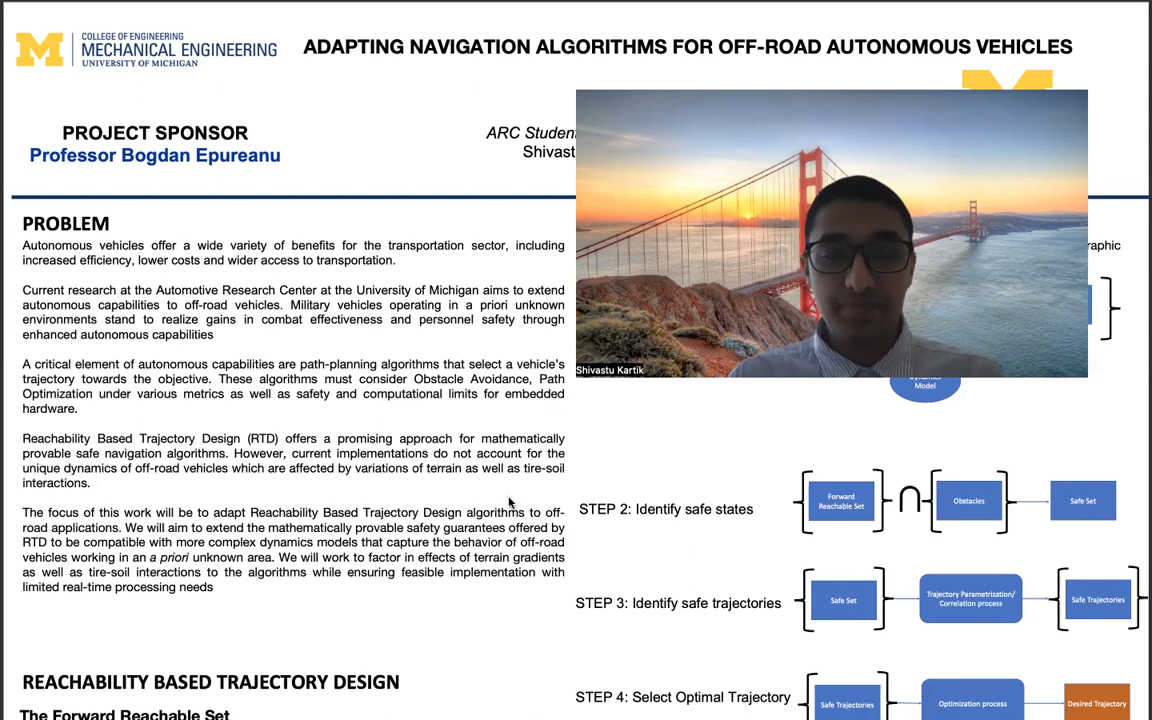 COLLEGE OF ENGINEERING
MECHANICAL ENGINEERING
UNIVERSITY OF MICHIGAN
ADAPTING NAVIGATION ALGORITHMS FOR OFF-ROAD AUTONOMOUS VEHICLES
PROJECT SPONSOR
Professor Bogdan Epureanu
ARC Student
Shivast
PROBLEM
Autonomous vehicles offer a wide variety of benefits for the transportation sector, including
increased efficiency, lower costs and wider access to transportation.
Current research at the Automotive Research Center at the University of Michigan aims to extend
autonomous capabilities to off-road vehicles. Military vehicles operating in a priori unknown
environments stand to realize gains in combat effectiveness and personnel safety through
enhanced autonomous capabilities
A critical element of autonomous capabilities are path-planning algorithms that select a vehicle's
trajectory towards the objective. These algorithms must consider Obstacle Avoidance, Path
Optimization under various metrics as well as safety and computational limits for embedded
hardware.
Reachability Based Trajectory Design (RTD) offers a promising approach for mathematically
provable safe navigation algorithms. However, current implementations do not account for the
unique dynamics of off-road vehicles which are affected by variations of terrain as well as tire-soil
interactions.
The focus of this work will be to adapt Reachability Based Trajectory Design algorithms to off-
road applications. We will aim to extend the mathematically provable safety guarantees offered by
RTD to be compatible with more complex dynamics models that capture the behavior of off-road
vehicles working in an a priori unknown area. We will work to factor in effects of terrain gradients
as well as tire-soil interactions to the algorithms while ensuring feasible implementation with
limited real-time processing needs
REACHABILITY BASED TRAJECTORY DESIGN
The Forward Reachable Set
Shivastu Kartik
raphic
Model
STEP 2: Identify safe states
Forward
Reachable Set
∩
Obstacles
Safe Set
STEP 3: Identify safe trajectories
Safe Set
Trajectory Parametrization/
Correlation process
Safe Trajectories
STEP 4: Select Optimal Trajectory
Safe Trajectories
Optimization process
Desired Trajectory